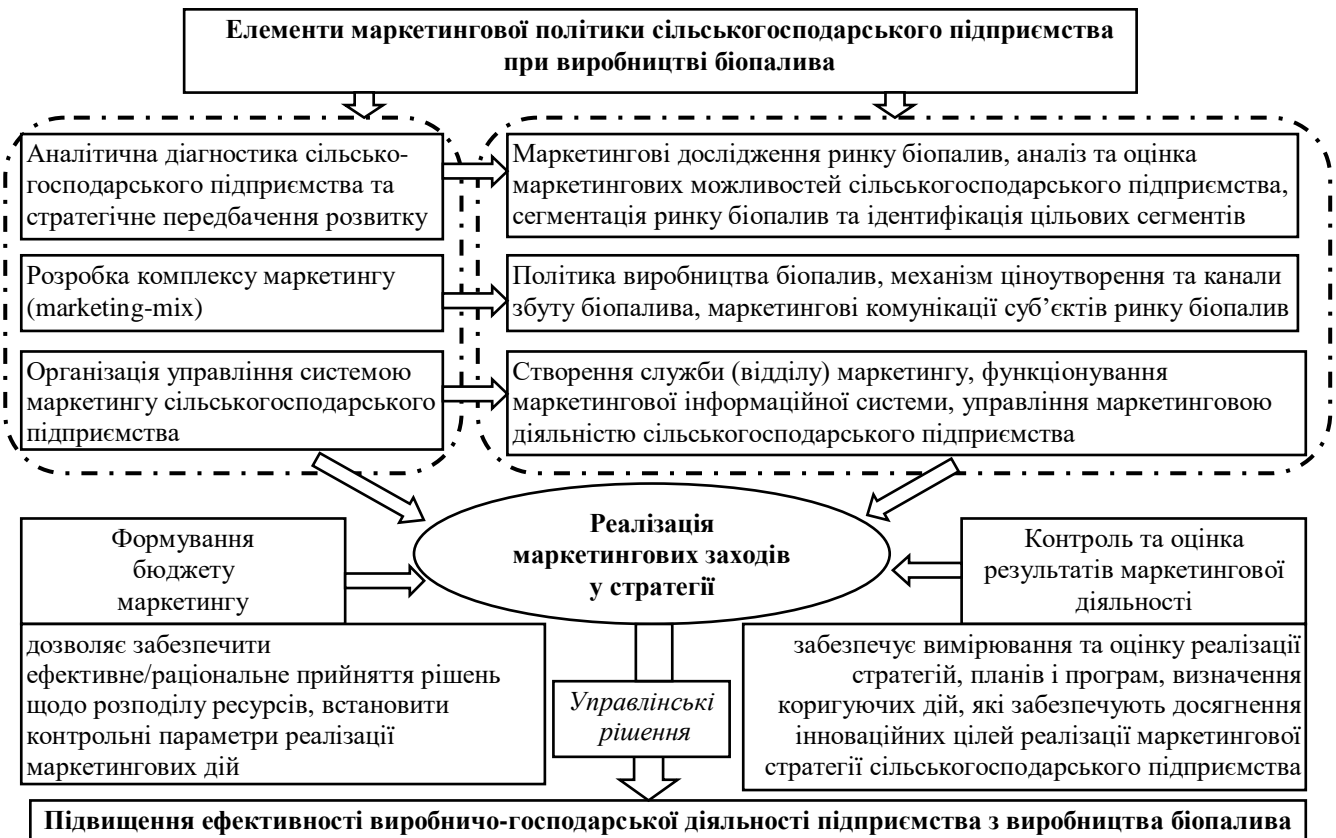 Елементи маркетингової політики сільськогосподарського підприємства
при виробництві біопалива
Аналітична діагностика сільсько-
господарського підприємства та
стратегічне передбачення розвитку
Маркетингові дослідження ринку біопалив, аналіз та оцінка
маркетингових можливостей сільськогосподарського підприємства,
сегментація ринку біопалив та ідентифікація цільових сегментів
Розробка комплексу маркетингу
(marketing-mix)
Політика виробництва біопалив, механізм ціноутворення та канали
збуту біопалива, маркетингові комунікації суб’єктів ринку біопалив
Організація управління системою
маркетингу сільськогосподарського
підприємства
Створення служби (відділу) маркетингу, функціонування
маркетингової інформаційної системи, управління маркетинговою
діяльністю сільськогосподарського підприємства
Реалізація
маркетингових заходів
у стратегії
Формування
бюджету
маркетингу
Контроль та оцінка
результатів маркетингової
діяльності
дозволяє забезпечити
ефективне/раціональне прийняття рішень
щодо розподілу ресурсів, встановити
контрольні параметри реалізації
маркетингових дій
Управлінські
рішення
забезпечує вимірювання та оцінку реалізації
стратегій, планів і програм, визначення
коригуючих дій, які забезпечують досягнення
інноваційних цілей реалізації маркетингової
стратегії сільськогосподарського підприємства
Підвищення ефективності виробничо-господарської діяльності підприємства з виробництва біопалива